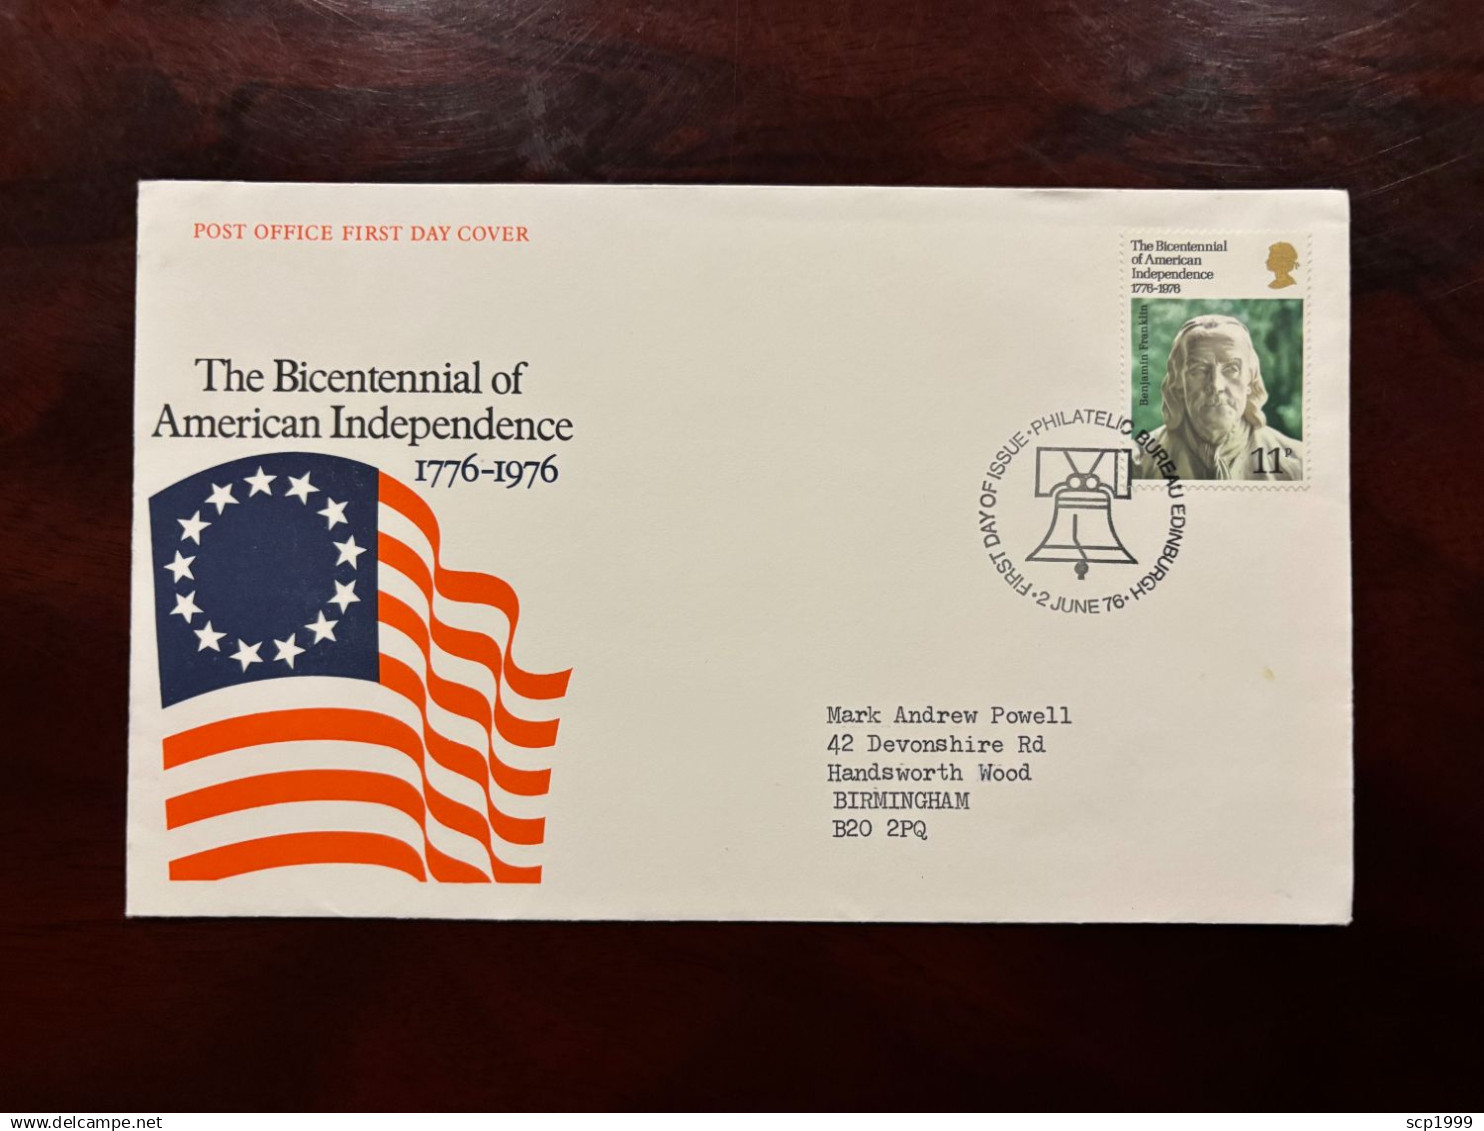 POST OFFICE FIRST DAY COVER
The Bicentennial of
American Independence
1776-1976
The Bicentennial
of American
Independence
1776-1976
Benjamin Franklin
11P
FIRST DAY OF ISSUE · PHILATELIC BUREAU EDINBURGH · 2 JUNE 76 ·
Mark Andrew Powell
42 Devonshire Rd
Handsworth Wood
BIRMINGHAM
B20 2PQ
www.delcampe.net
scp1999